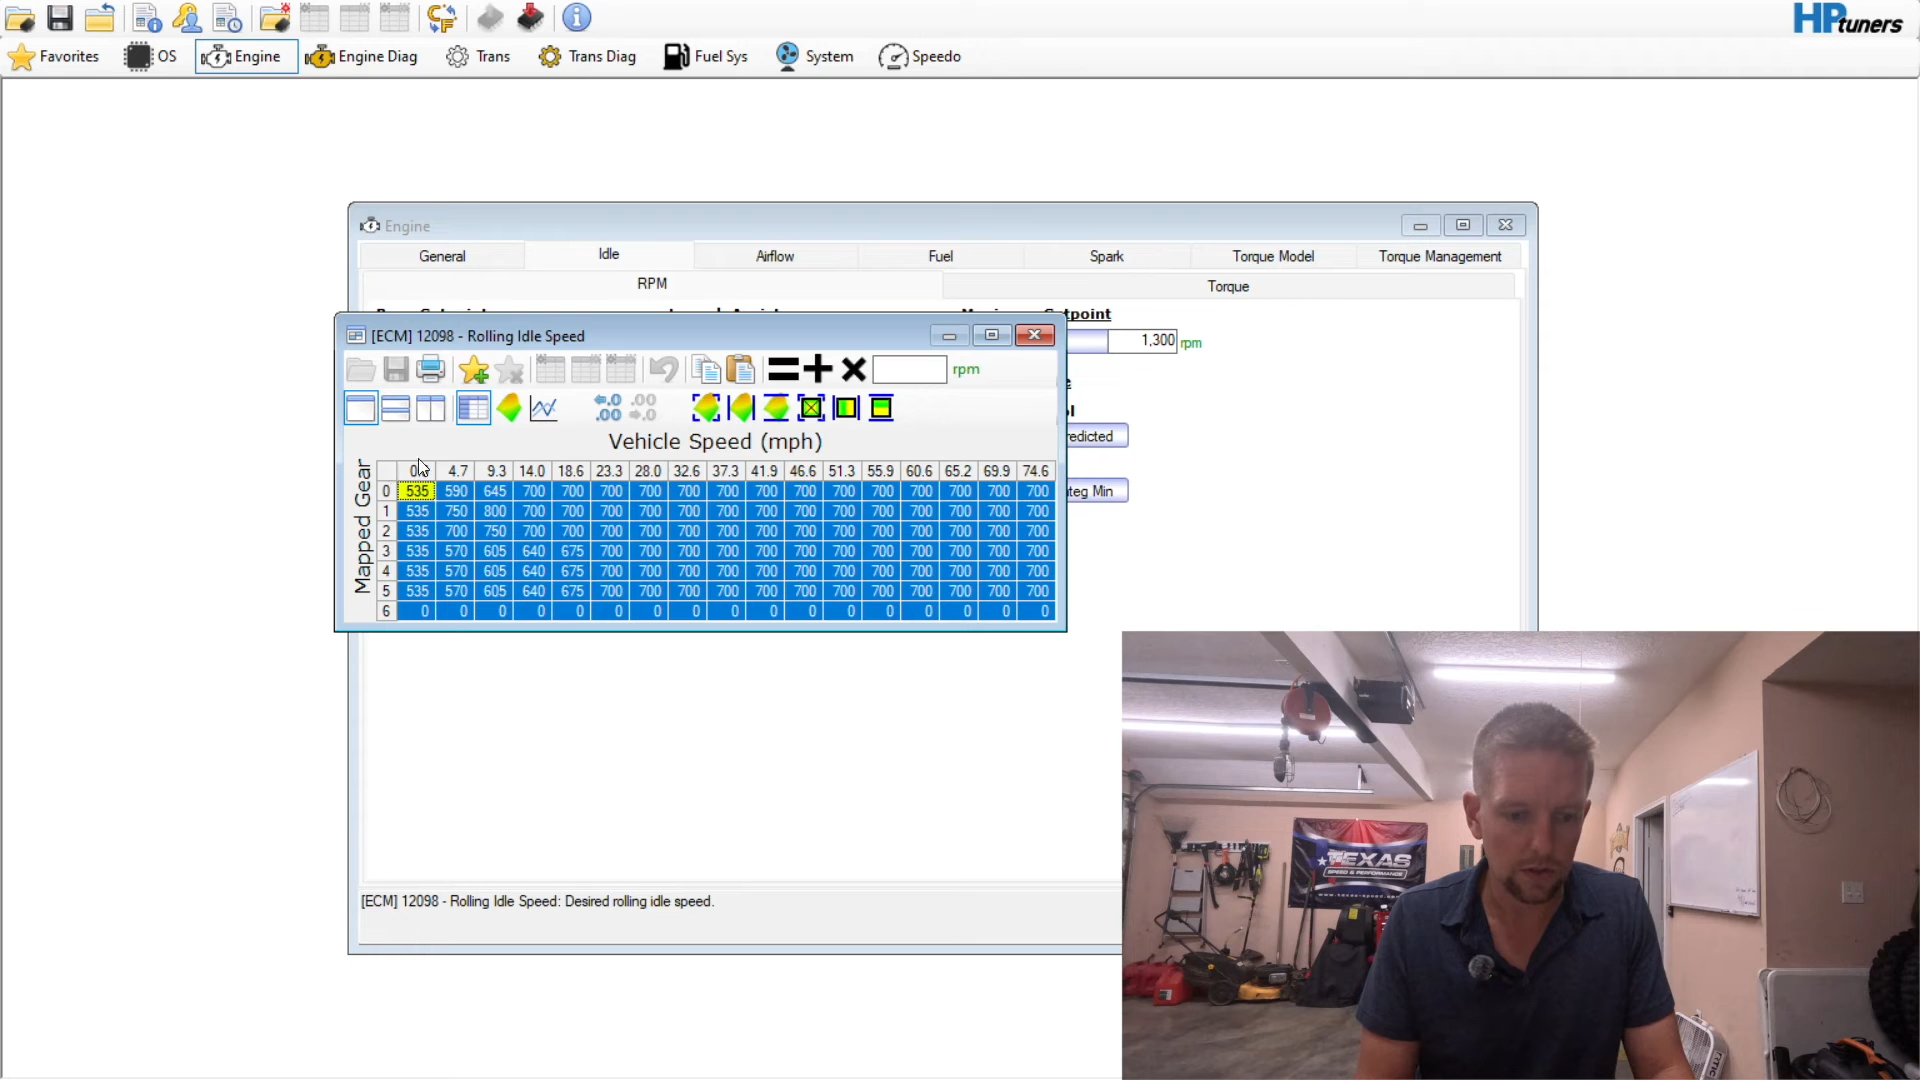 HPtuners
Favorites OS Engine Engine Diag Trans Trans Diag Fuel Sys System Speedo
Engine
General Idle Airflow Fuel Spark Torque Model Torque Management
RPM Torque
1,300 rpm
[ECM] 12098 - Rolling Idle Speed
rpm
Vehicle Speed (mph)
Mapped Gear
4.7 9.3 14.0 18.6 23.3 28.0 32.6 37.3 41.9 46.6 51.3 55.9 60.6 65.2 69.9 74.6
0 535 590 645 700 700 700 700 700 700 700 700 700 700 700 700 700 700
1 535 750 800 700 700 700 700 700 700 700 700 700 700 700 700 700 700
2 535 700 750 700 700 700 700 700 700 700 700 700 700 700 700 700 700
3 535 570 605 640 675 700 700 700 700 700 700 700 700 700 700 700 700
4 535 570 605 640 675 700 700 700 700 700 700 700 700 700 700 700 700
5 535 570 605 640 675 700 700 700 700 700 700 700 700 700 700 700 700
6 0 0 0 0 0 0 0 0 0 0 0 0 0 0 0 0 0
[ECM] 12098 - Rolling Idle Speed: Desired rolling idle speed.
TEXAS
SPEED & PERFORMANCE
www.texas-speed.com